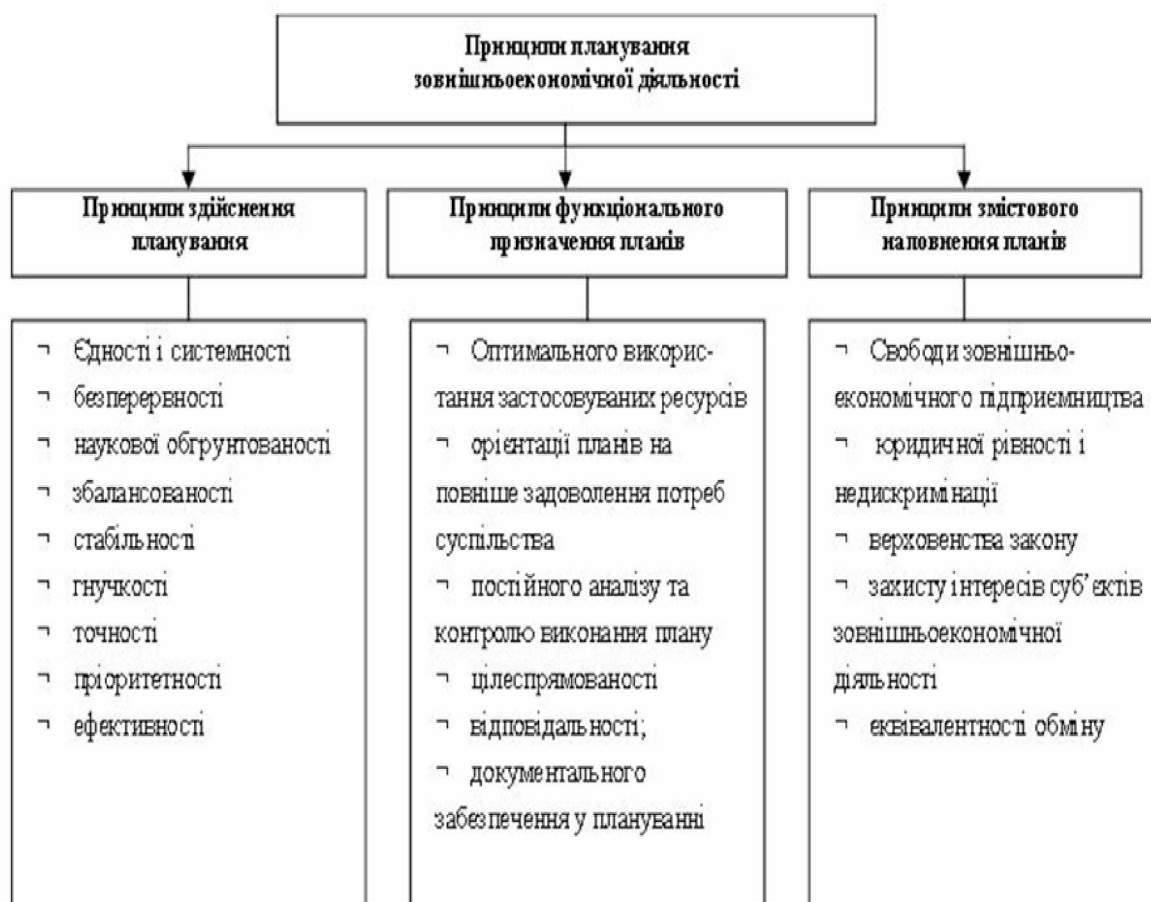 Принципи планування
зовнішньоекономічної діяльності
Принципи здійснення
планування
Принципи функціонального
призначення планів
Принципи змістового
наповнення планів
¬ Єдності і системності
¬ безперервності
¬ наукової обгрунтованості
¬ збалансованості
¬ стабільності
¬ гнучкості
¬ точності
¬ пріоритетності
¬ ефективності
¬ Оптимального викорис-
тання застосовуваних ресурсів
¬ орієнтації планів на
повніше задоволення потреб
суспільства
¬ постійного аналізу та
контролю виконання плану
¬ цілеспрямованості
¬ відповідальності;
¬ документального
забезпечення у плануванні
¬ Свободи зовнішньо-
економічного підприємництва
¬ юридичної рівності і
недискримінації
¬ верховенства закону
¬ захисту інтересів суб’єктів
зовнішньоекономічної
діяльності
¬ еквівалентності обміну